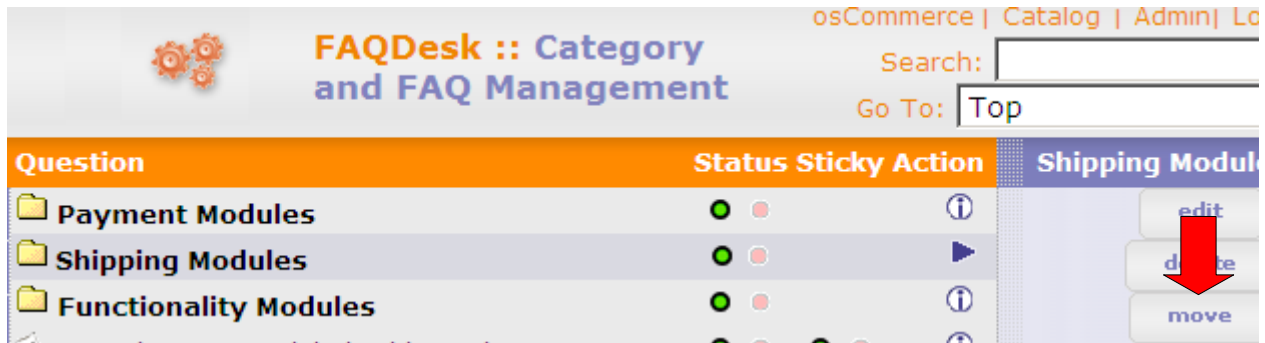 osCommerce | Catalog | Admin| Lo
FAQDesk :: Category
and FAQ Management
Search:
Go To: Top
Question Status Sticky Action Shipping Modul
Payment Modules
edit
Shipping Modules
Functionality Modules
move